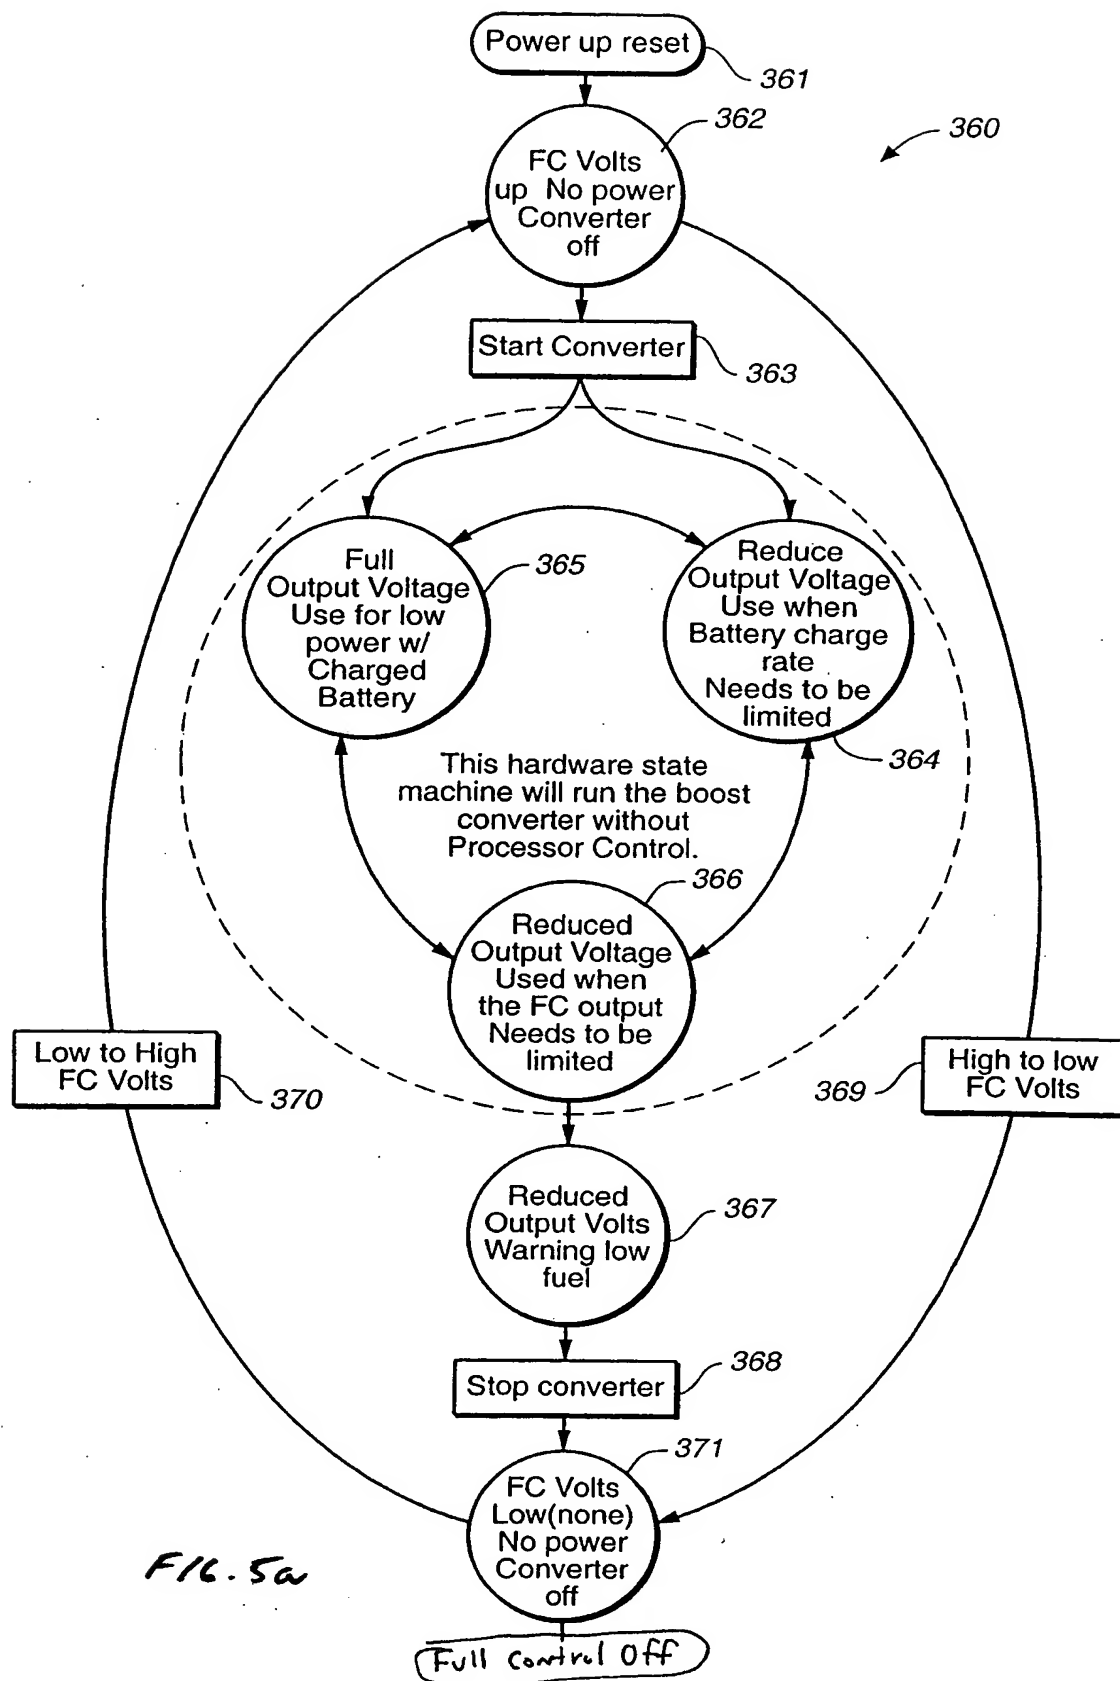 Power up reset
361
362
360
FC Volts
up No power
Converter
off
Start Converter
363
Full
Output Voltage
Use for low
power w/
Charged
Battery
365
Reduce
Output Voltage
Use when
Battery charge
rate
Needs to be
limited
364
This hardware state
machine will run the boost
converter without
Processor Control.
366
Reduced
Output Voltage
Used when
the FC output
Needs to be
limited
Low to High
FC Volts
370
369
High to low
FC Volts
Reduced
Output Volts
Warning low
fuel
367
Stop converter
368
371
FC Volts
Low(none)
No power
Converter
off
FIG. 5a
Full Control Off